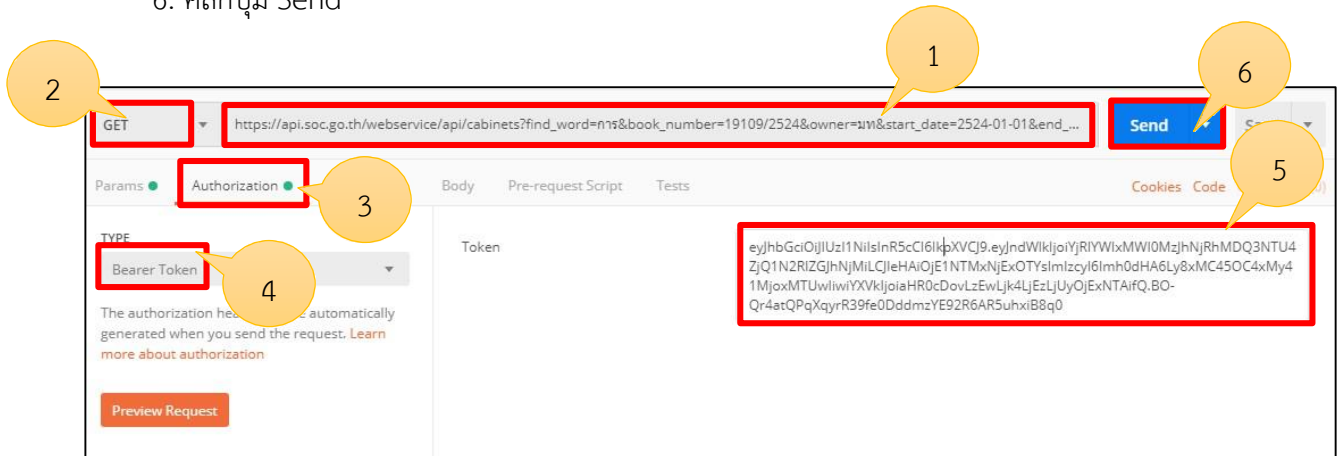 6. คลิกปุ่ม Send
1
2
6
GET
https://api.soc.go.th/webservice/api/cabinets?find_word=การ&book_number=19109/2524&owner=มท&start_date=2524-01-01&end_...
Send
5
Params
Authorization
Body
Pre-request Script
Tests
Cookies
Code
3
TYPE
Bearer Token
4
Token
eyJhbGciOiJIUzI1NiIsInR5cCI6IkpXVCJ9.eyJndWlkIjoiYjRlYWIxMWI0MzJhNjRhMDQ3NTU4
ZjQ1N2RlZGJhNjMiLCJleHAiOjE1NTMxNjExOTYsImlzcyI6Imh0dHA6Ly8xMC45OC4xMy4
1MjoxMTUwIiwiYXVkIjoiaHR0cDovLzEwLjk4LjEzLjUyOjExNTAifQ.BO-
Qr4atQPqXqyrR39fe0DddmzYE92R6AR5uhxiB8q0
The authorization automatically
generated when you send the request. Learn
more about authorization
Preview Request